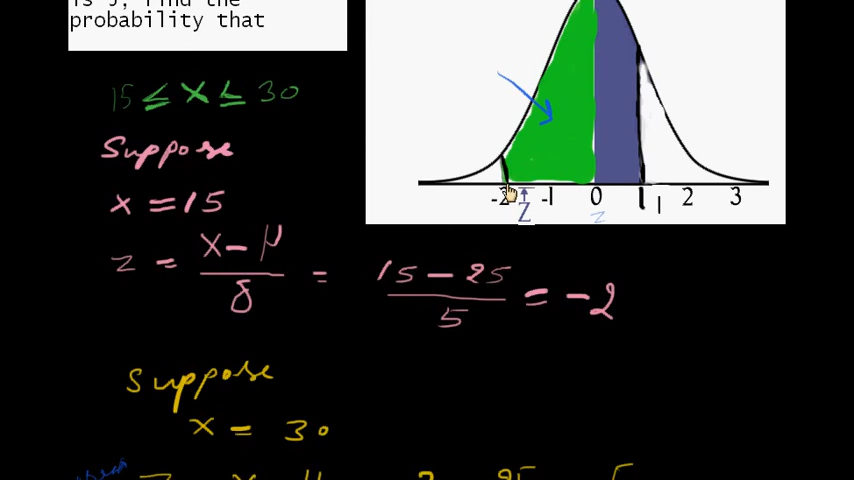 is 5, Find the
probability that
15 ≤ x ≤ 30
Suppose
x = 15
z = x - μ / δ = 15 - 25 / 5 = -2
-2 -1 0 1 1 2 3
Z
z
Suppose
x = 30